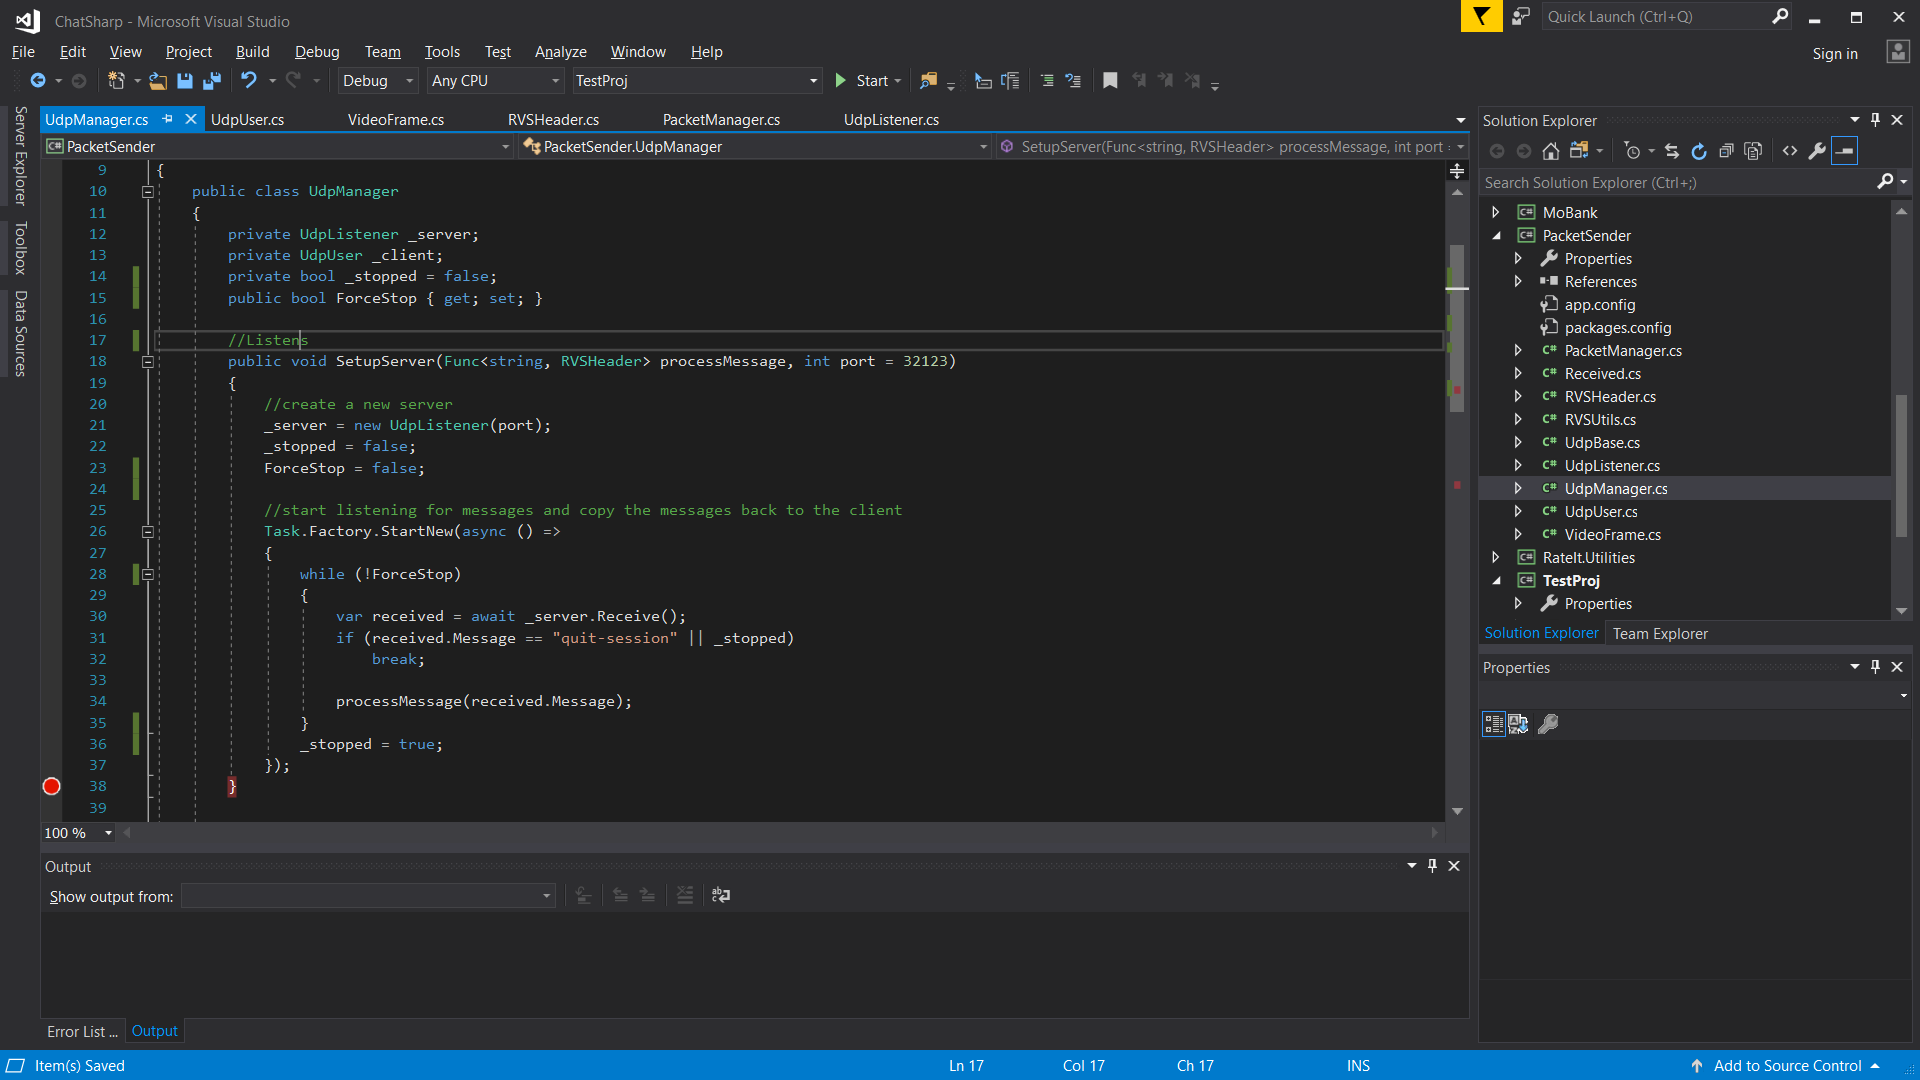 ChatSharp - Microsoft Visual Studio
Quick Launch (Ctrl+Q)
File Edit View Project Build Debug Team Tools Test Analyze Window Help
Sign in
Debug Any CPU TestProj Start
Server Explorer
Toolbox
Data Sources
UdpManager.cs UdpUser.cs VideoFrame.cs RVSHeader.cs PacketManager.cs UdpListener.cs
PacketSender PacketSender.UdpManager SetupServer(Func<string, RVSHeader> processMessage, int port =
9 {
10 public class UdpManager
11 {
12 private UdpListener _server;
13 private UdpUser _client;
14 private bool _stopped = false;
15 public bool ForceStop { get; set; }
16
17 //Listens
18 public void SetupServer(Func<string, RVSHeader> processMessage, int port = 32123)
19 {
20 //create a new server
21 _server = new UdpListener(port);
22 _stopped = false;
23 ForceStop = false;
24
25 //start listening for messages and copy the messages back to the client
26 Task.Factory.StartNew(async () =>
27 {
28 while (!ForceStop)
29 {
30 var received = await _server.Receive();
31 if (received.Message == "quit-session" || _stopped)
32 break;
33
34 processMessage(received.Message);
35 }
36 _stopped = true;
37 });
38 }
39
100 %
Output
Show output from:
Error List ... Output
Solution Explorer
Search Solution Explorer (Ctrl+;)
C# MoBank
C# PacketSender
Properties
References
app.config
packages.config
C# PacketManager.cs
C# Received.cs
C# RVSHeader.cs
C# RVSUtils.cs
C# UdpBase.cs
C# UdpListener.cs
C# UdpManager.cs
C# UdpUser.cs
C# VideoFrame.cs
C# RateIt.Utilities
C# TestProj
Properties
Solution Explorer Team Explorer
Properties
Item(s) Saved Ln 17 Col 17 Ch 17 INS Add to Source Control